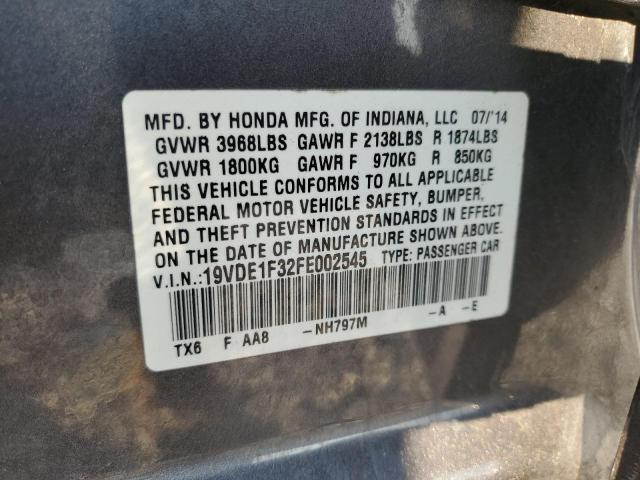 MFD. BY HONDA MFG. OF INDIANA, LLC 07/'14
GVWR 3968LBS GAWR F 2138LBS R 1874LBS
GVWR 1800KG GAWR F 970KG R 850KG
THIS VEHICLE CONFORMS TO ALL APPLICABLE
FEDERAL MOTOR VEHICLE SAFETY, BUMPER,
AND THEFT PREVENTION STANDARDS IN EFFECT
ON THE DATE OF MANUFACTURE SHOWN ABOVE.
V.I.N.:19VDE1F32FE002545 TYPE: PASSENGER CAR
TX6 F AA8 -NH797M -A -E